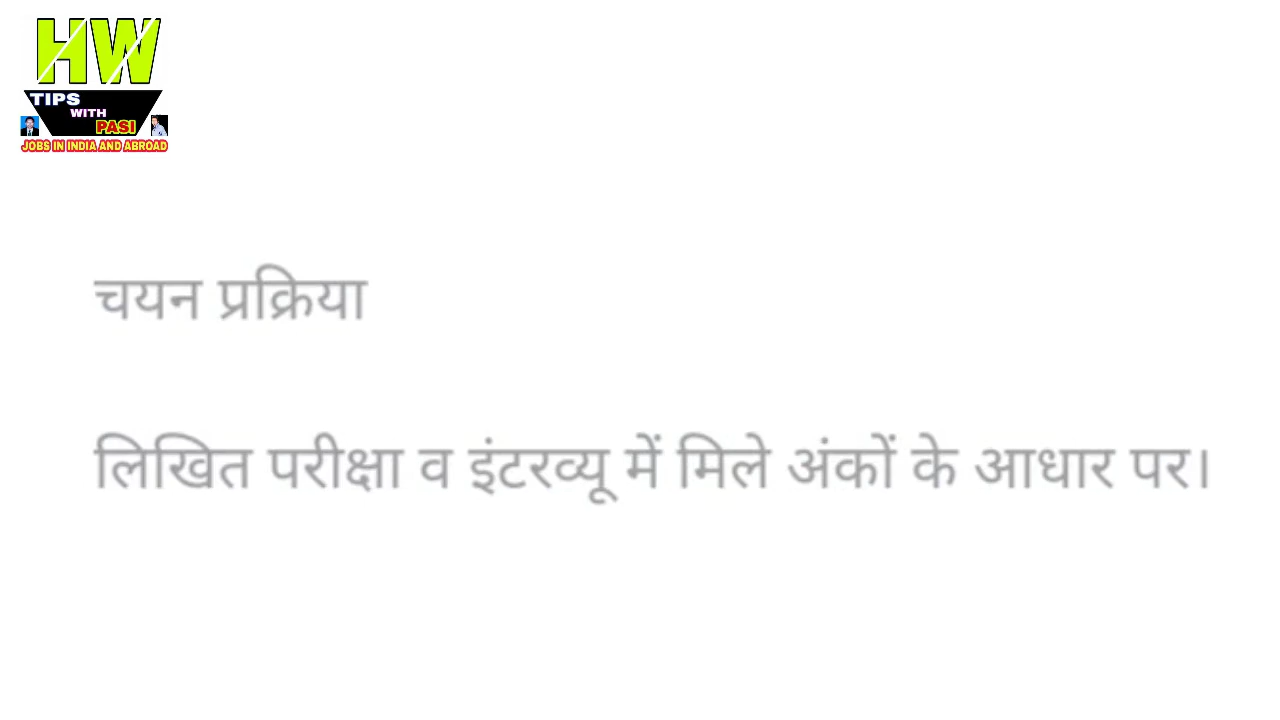 HW
TIPS
WITH
PASI
JOBS IN INDIA AND ABROAD
चयन प्रक्रिया
लिखित परीक्षा व इंटरव्यू में मिले अंकों के आधार पर।